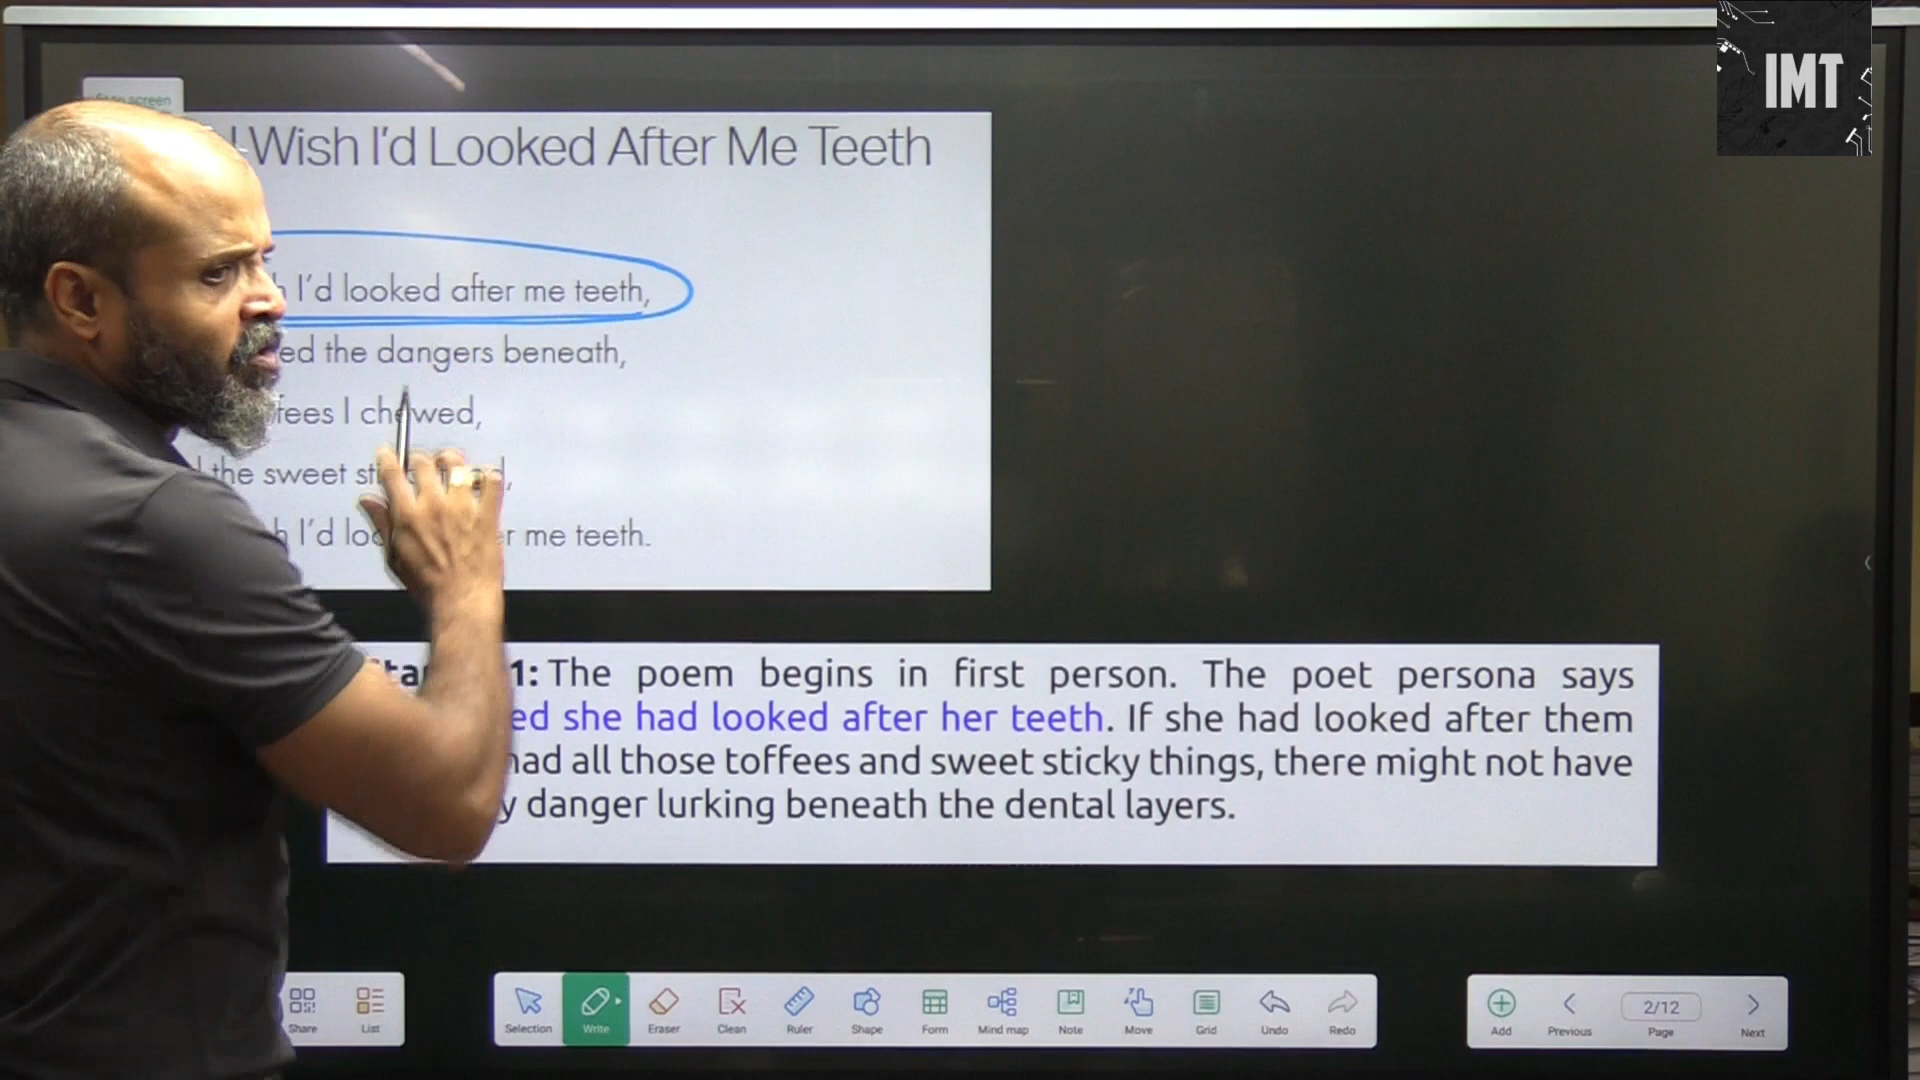 IMT
screen
Wish I'd Looked After Me Teeth
I'd looked after me teeth,
ed the dangers beneath,
fees I chewed,
the sweet
I'd me teeth.
1: The poem begins in first person. The poet persona says
ed she had looked after her teeth. If she had looked after them
had all those toffees and sweet sticky things, there might not have
y danger lurking beneath the dental layers.
Share List Selection Write Eraser Clean Ruler Shape Form Mind map Note Move Grid Undo Redo Add Previous 2/12 Page Next